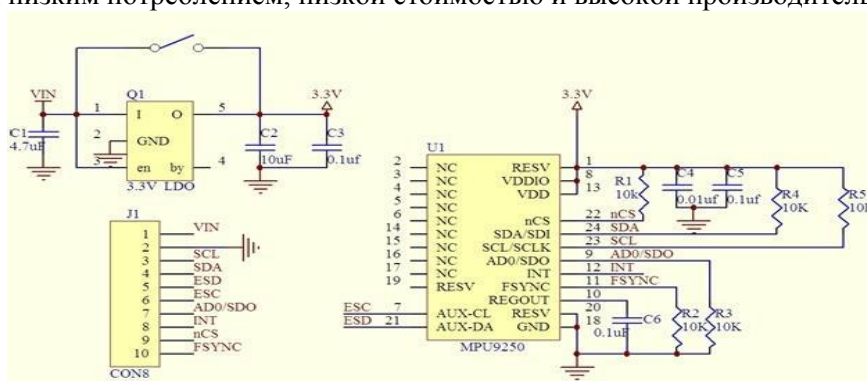 низким потреблением, низкой стоимостью и высокой производитель
VIN
Q1
3.3V
1 I O 5
C1
4.7uF
2 GND
3 en by 4
3.3V LDO
C2
10uF
C3
0.1uf
J1
1 VIN
2
3 SCL
4 SDA
5 ESD
6 ESC
7 AD0/SDO
8 INT
9 nCS
10 FSYNC
CON8
3.3V
U1
2 NC RESV 1
3 NC VDDIO 8
4 NC VDD 13
5 NC
6 NC nCS 22 nCS
14 NC SDA/SDI 24 SDA
15 NC SCL/SCLK 23 SCL
16 NC AD0/SDO 9 AD0/SDO
17 NC INT 12 INT
19 RESV FSYNC 11 FSYNC
REGOUT 10
ESC 7 AUX-CL RESV 20
ESD 21 AUX-DA GND 18
MPU9250
R1
10k
C4
0.01uf
C5
0.1uf
R4
10K
R5
C6
0.1uF
R2
10K
R3
10K